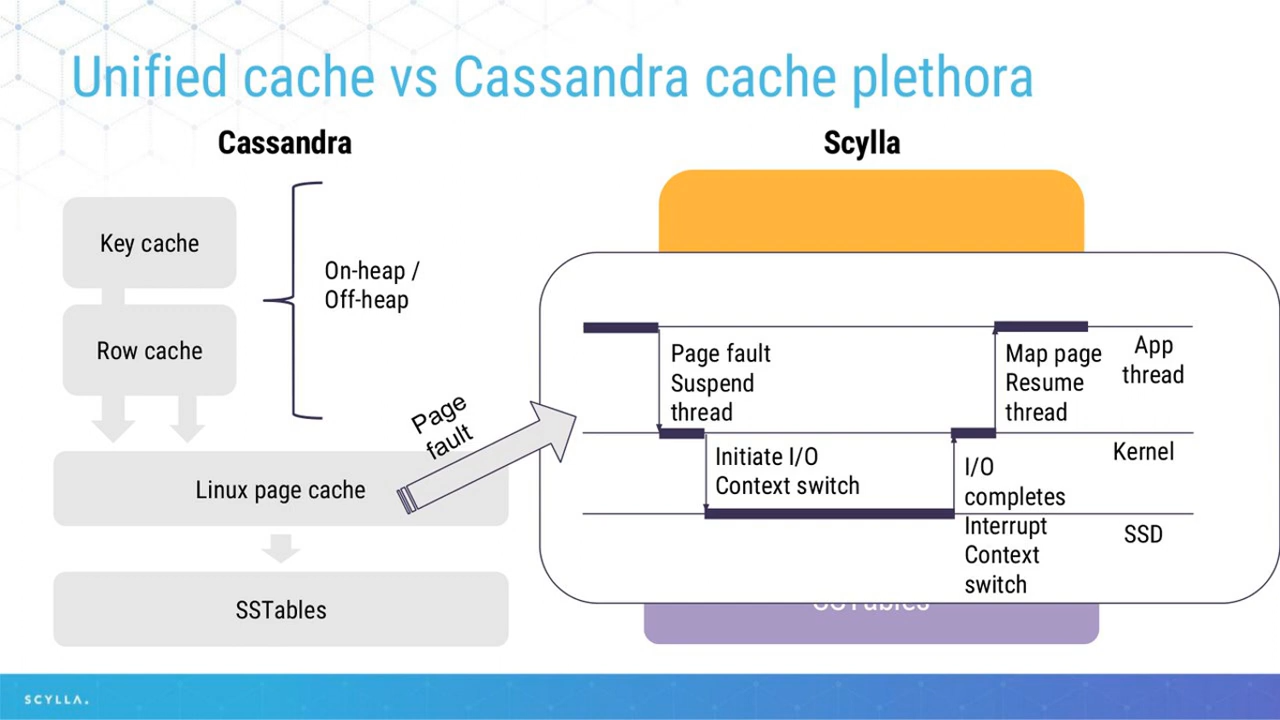 Unified cache vs Cassandra cache plethora
Cassandra
Key cache
Row cache
On-heap /
Off-heap
Linux page cache
SSTables
Page
fault
Scylla
Page fault
Suspend
thread
Map page
Resume
thread
App
thread
Initiate I/O
Context switch
I/O
completes
Interrupt
Context
switch
Kernel
SSD
SSTables
SCYLLA.